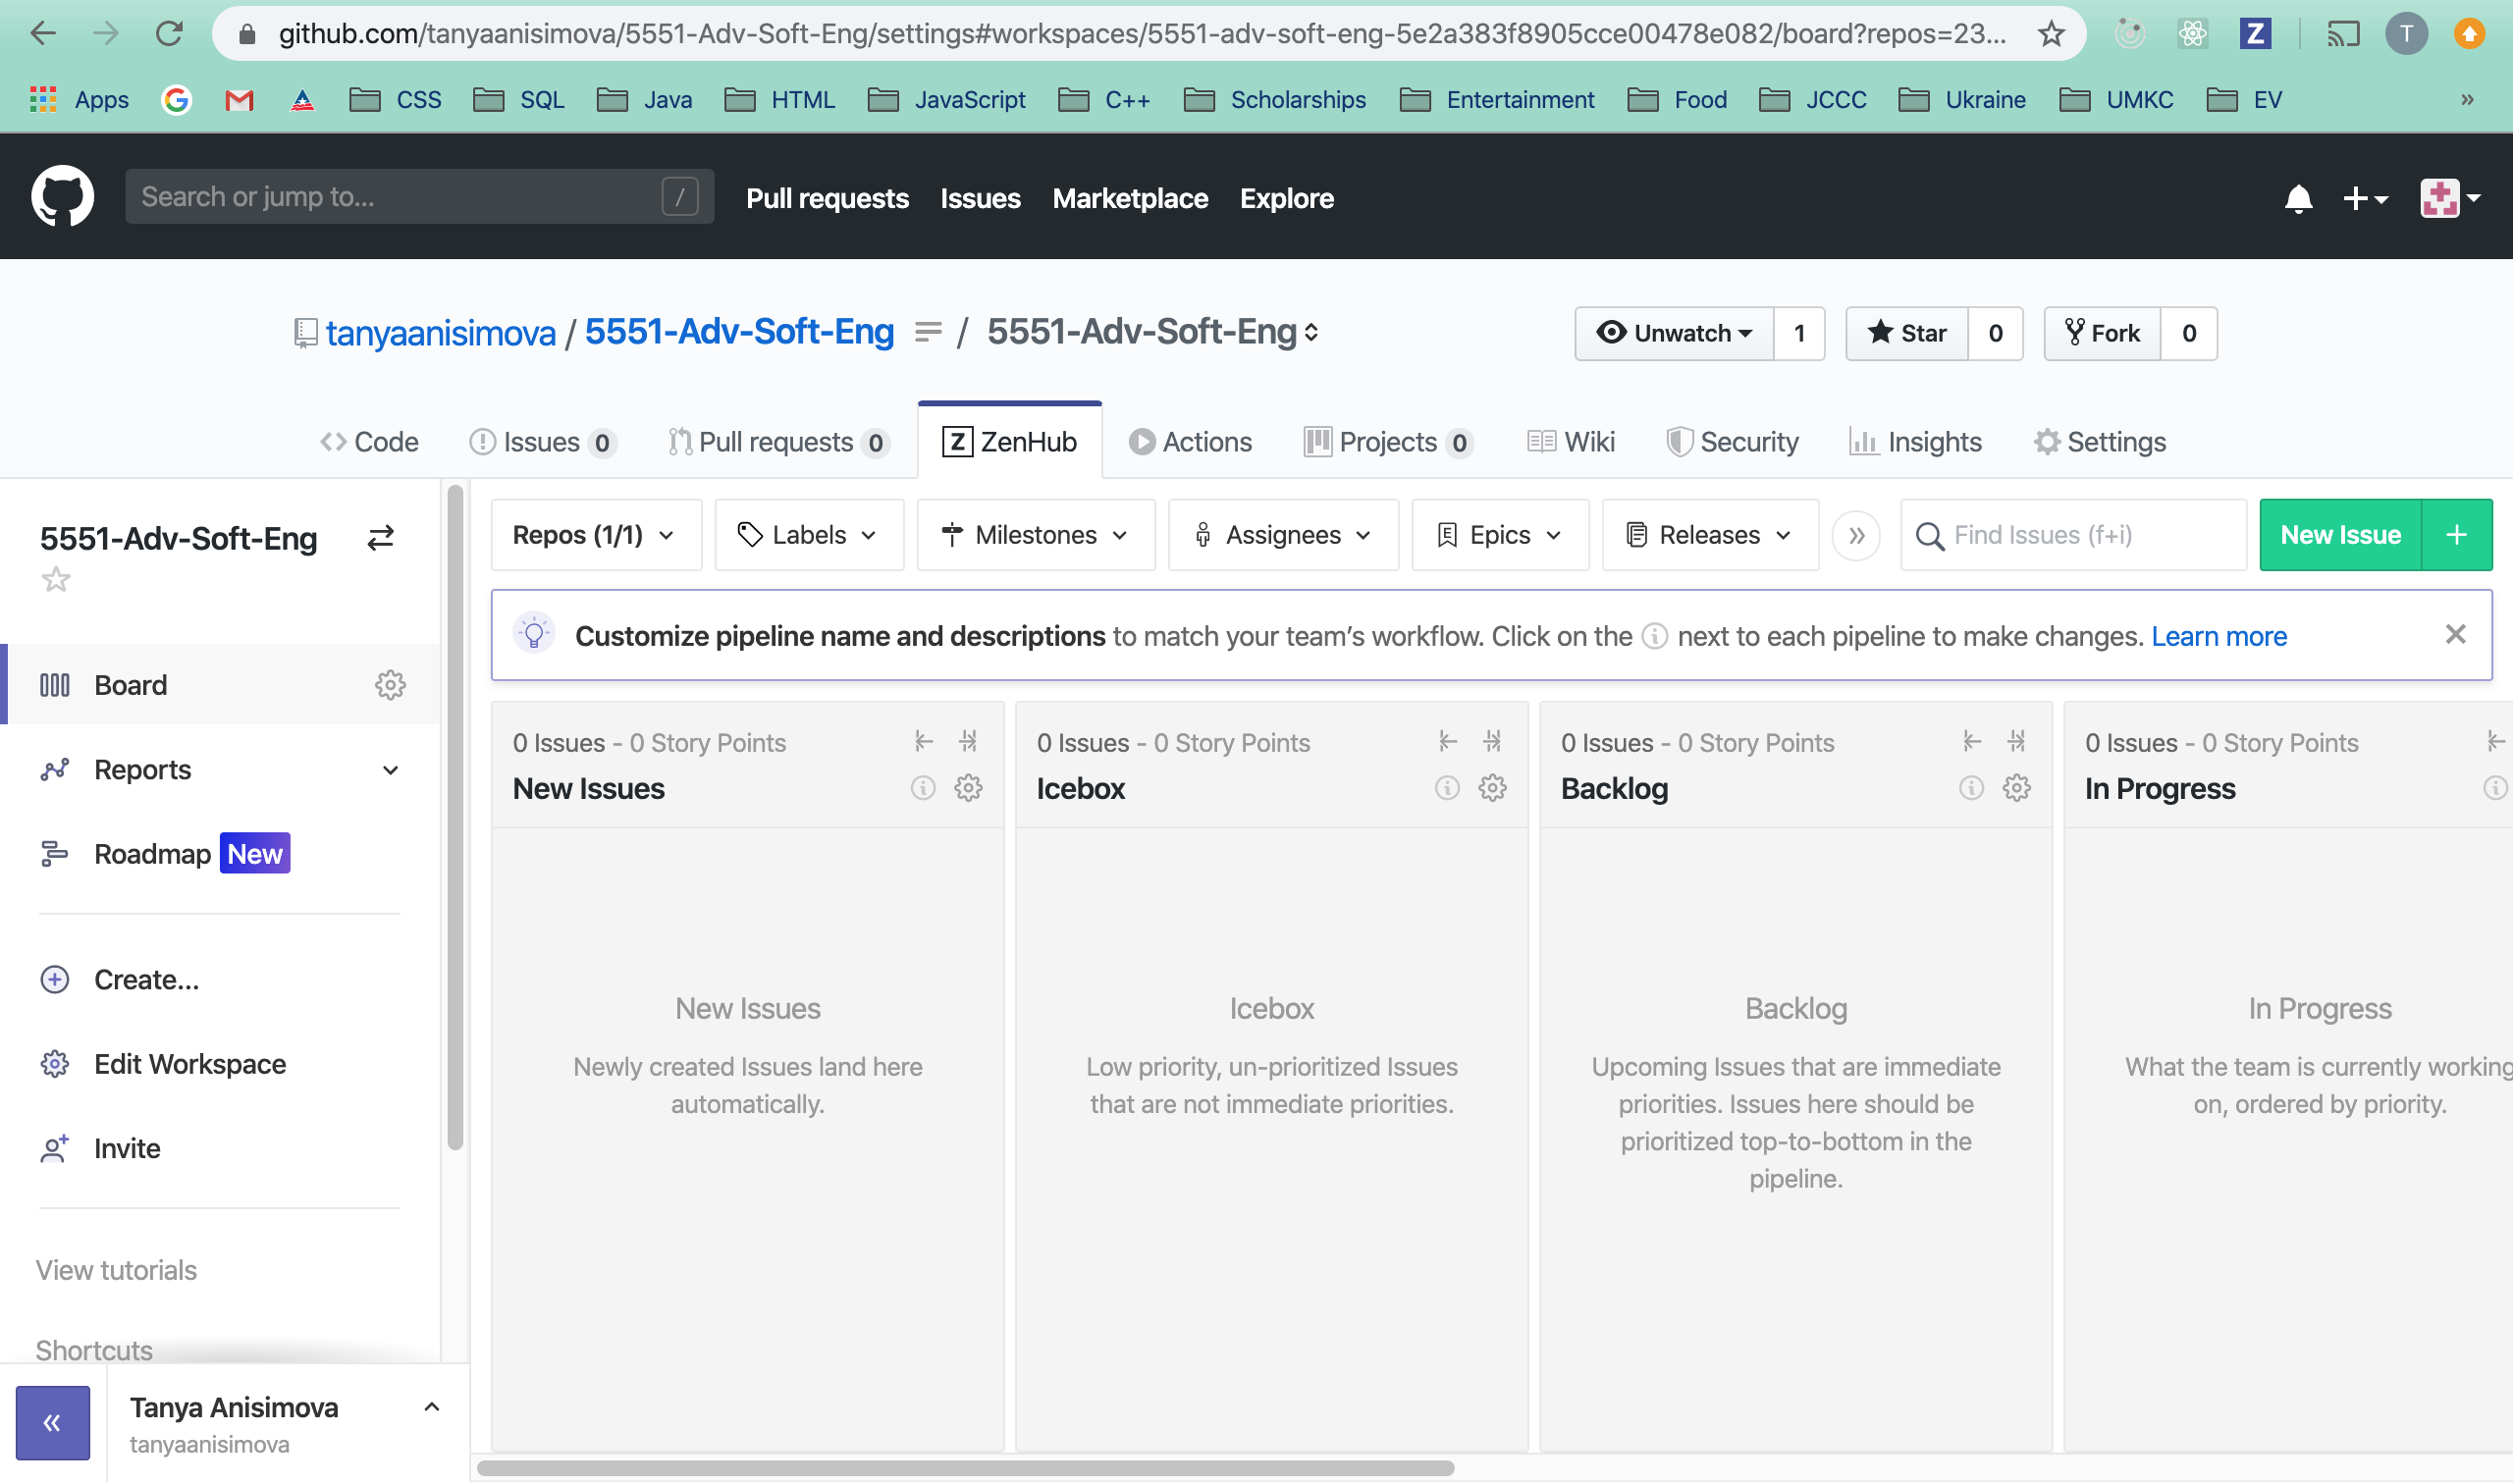 github.com/tanyaanisimova/5551-Adv-Soft-Eng/settings#workspaces/5551-adv-soft-eng-5e2a383f8905cce00478e082/board?repos=23...
Z
T
Apps
CSS
SQL
Java
HTML
JavaScript
C++
Scholarships
Entertainment
Food
JCCC
Ukraine
UMKC
EV
»
Search or jump to...
/
Pull requests
Issues
Marketplace
Explore
tanyaanisimova / 5551-Adv-Soft-Eng / 5551-Adv-Soft-Eng
Unwatch 1
Star 0
Fork 0
Code
Issues 0
Pull requests 0
Z ZenHub
Actions
Projects 0
Wiki
Security
Insights
Settings
5551-Adv-Soft-Eng
Board
Reports
Roadmap New
Create...
Edit Workspace
Invite
View tutorials
Shortcuts
Tanya Anisimova
tanyaanisimova
Repos (1/1)
Labels
Milestones
Assignees
E Epics
Releases
Find Issues (f+i)
New Issue +
Customize pipeline name and descriptions to match your team's workflow. Click on the i next to each pipeline to make changes. Learn more
0 Issues - 0 Story Points
New Issues
New Issues
Newly created Issues land here
automatically.
0 Issues - 0 Story Points
Icebox
Icebox
Low priority, un-prioritized Issues
that are not immediate priorities.
0 Issues - 0 Story Points
Backlog
Backlog
Upcoming Issues that are immediate
priorities. Issues here should be
prioritized top-to-bottom in the
pipeline.
0 Issues - 0 Story Points
In Progress
In Progress
What the team is currently working
on, ordered by priority.